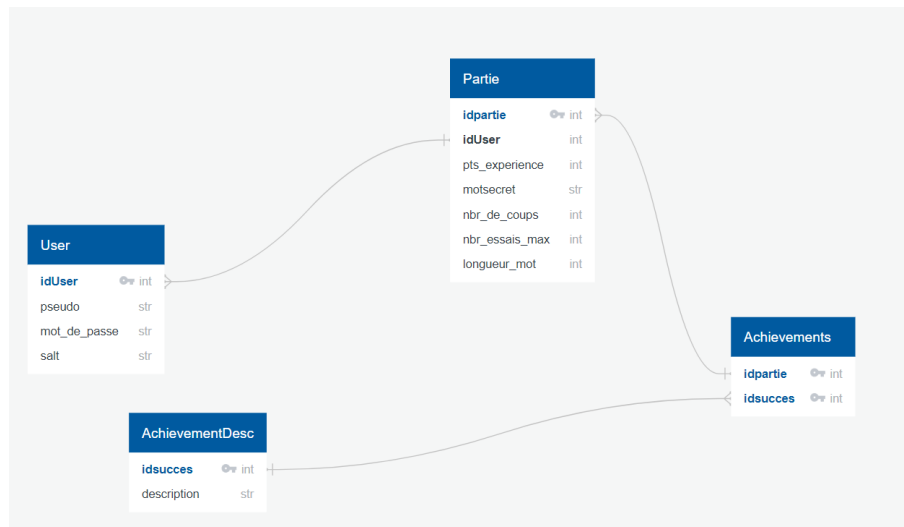 Partie
idpartie int
idUser int
pts_experience int
motsecret str
nbr_de_coups int
nbr_essais_max int
longueur_mot int
User
idUser int
pseudo str
mot_de_passe str
salt str
Achievements
idpartie int
idsucces int
AchievementDesc
idsucces int
description str